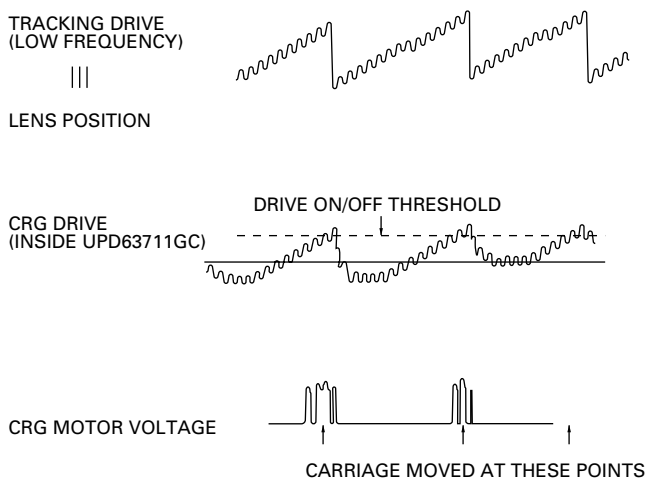 TRACKING DRIVE
(LOW FREQUENCY)
LENS POSITION
DRIVE ON/OFF THRESHOLD
CRG DRIVE
(INSIDE UPD63711GC)
CRG MOTOR VOLTAGE
CARRIAGE MOVED AT THESE POINTS